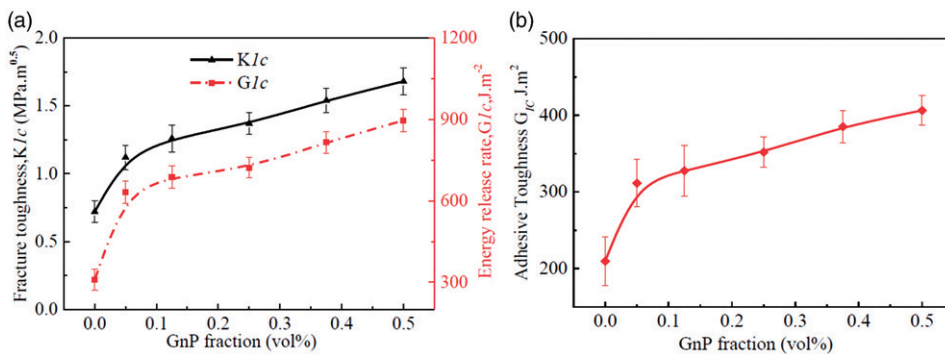 (a)
2.0
1.5
1.0
0.5
0.0
Fracture toughness,K1c (MPa.m^0.5)
K1c
G1c
1200
900
600
300
Energy release rate,G1c,J.m^-2
0.0 0.1 0.2 0.3 0.4 0.5
GnP fraction (vol%)
(b)
500
400
300
200
Adhesive Toughness G_IC J.m^2
0.0 0.1 0.2 0.3 0.4 0.5
GnP fraction (vol%)